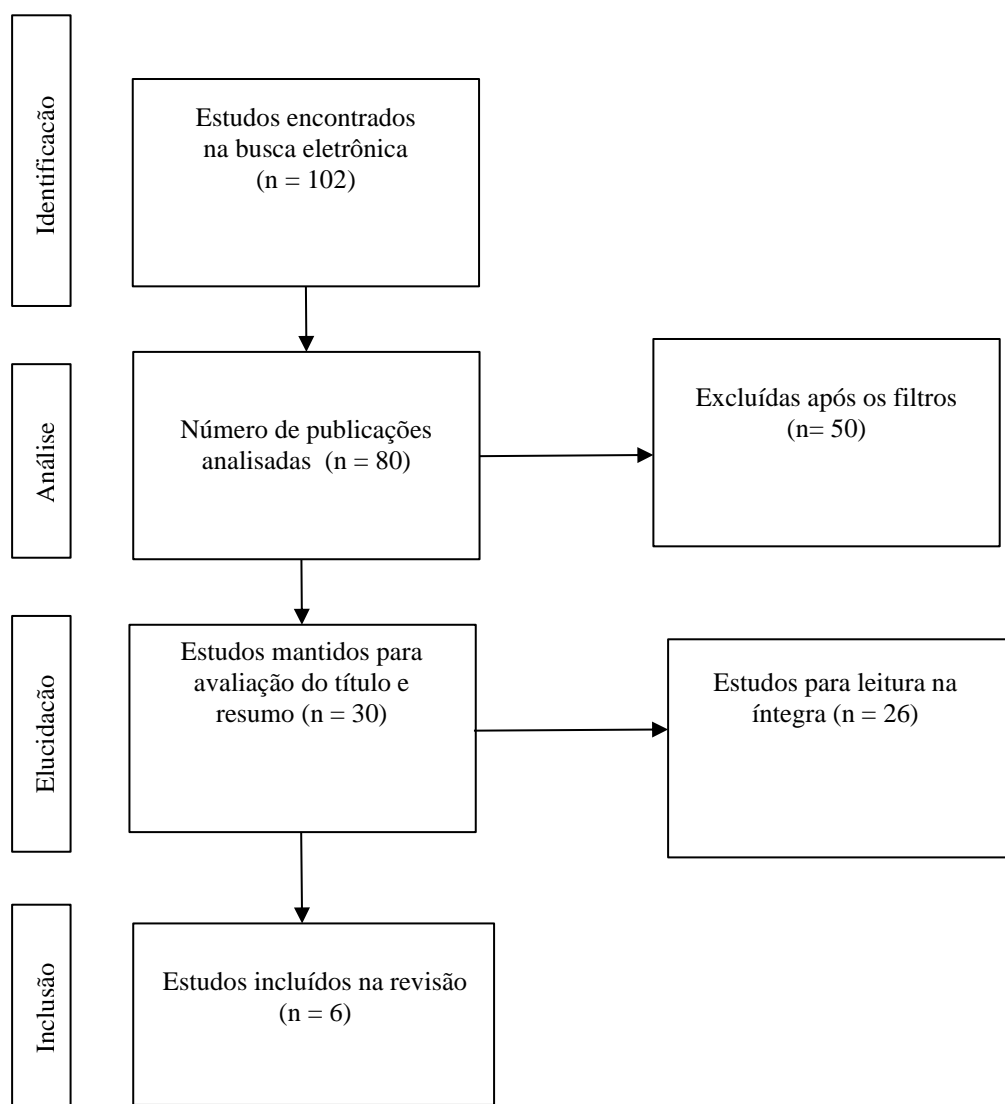 Identificacão
Estudos encontrados
na busca eletrônica
(n = 102)
Análise
Número de publicações
analisadas  (n = 80)
Excluídas após os filtros
(n= 50)
Elucidacão
Estudos mantidos para
avaliação do título e
resumo (n = 30)
Estudos para leitura na
íntegra (n = 26)
Inclusão
Estudos incluídos na revisão
(n = 6)